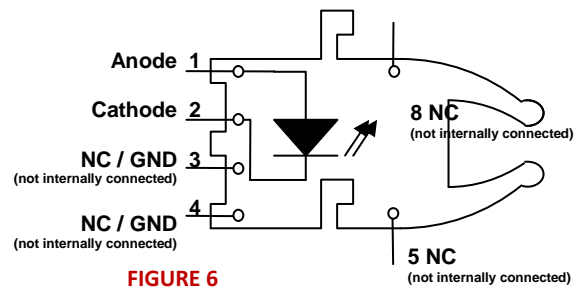 Anode 1
Cathode 2
NC / GND 3
(not internally connected)
NC / GND 4
(not internally connected)
8 NC
(not internally connected)
5 NC
(not internally connected)
FIGURE 6